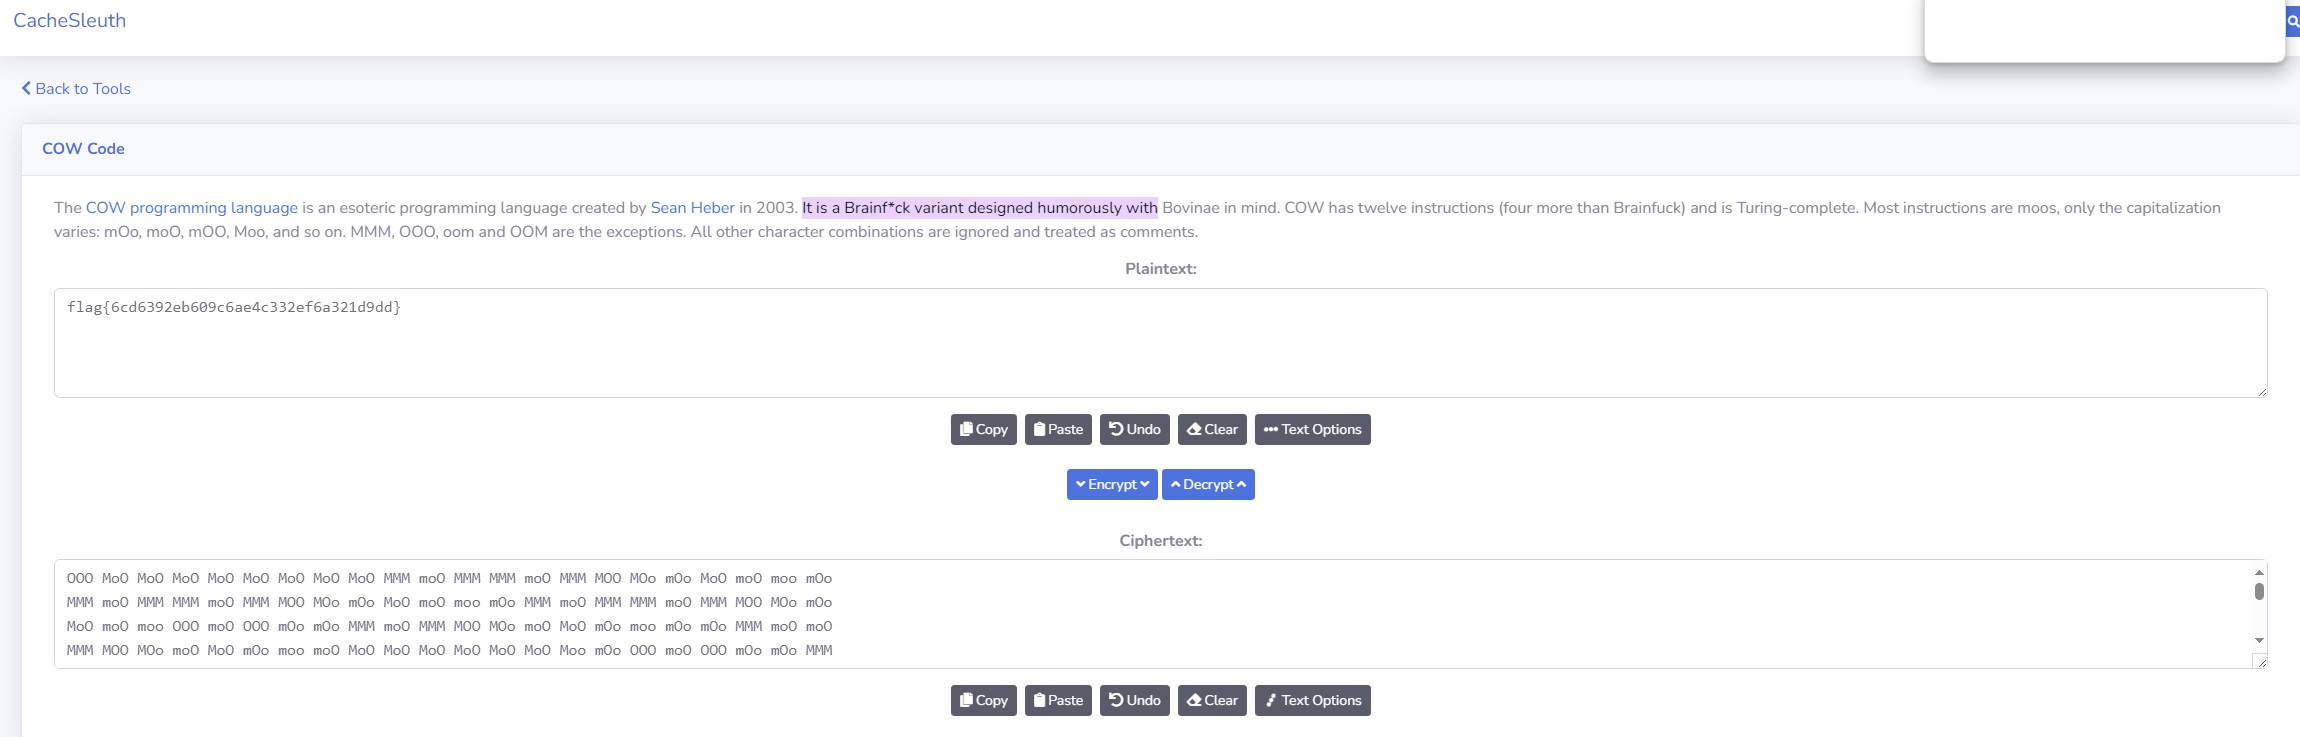 CacheSleuth
Back to Tools
COW Code
The COW programming language is an esoteric programming language created by Sean Heber in 2003. It is a Brainf*ck variant designed humorously with Bovinae in mind. COW has twelve instructions (four more than Brainfuck) and is Turing-complete. Most instructions are moos, only the capitalization
varies: mOo, moO, mOO, Moo, and so on. MMM, OOO, oom and OOM are the exceptions. All other character combinations are ignored and treated as comments.
Plaintext:
flag{6cd6392eb609c6ae4c332ef6a321d9dd}
Copy Paste Undo Clear Text Options
Encrypt Decrypt
Ciphertext:
OOO MoO MoO MoO MoO MoO MoO MoO MoO MMM moO MMM MMM moO MMM MOO MOo mOo MoO moO moo mOo
MMM moO MMM MMM moO MMM MOO MOo mOo MoO moO moo mOo MMM moO MMM MMM moO MMM MOO MOo mOo
MoO moO moo OOO moO OOO mOo mOo MMM moO MMM MOO MOo moO MoO mOo moo mOo mOo MMM moO moO
MMM MOO MOo moO MoO mOo moo moO MoO MoO MoO MoO MoO MoO Moo mOo OOO moO OOO mOo mOo MMM
Copy Paste Undo Clear Text Options